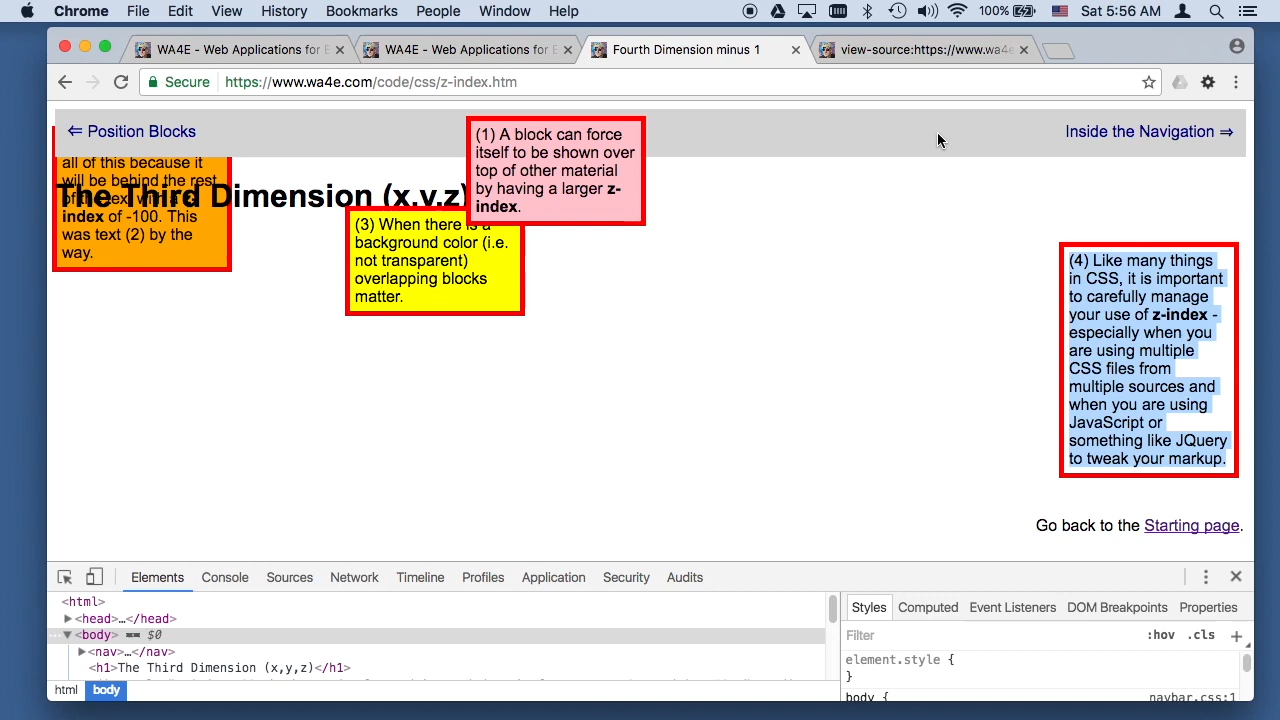 Chrome File Edit View History Bookmarks People Window Help 100% Sat 5:56 AM
WA4E - Web Applications for E
WA4E - Web Applications for E
Fourth Dimension minus 1
view-source:https://www.wa4e
Secure https://www.wa4e.com/code/css/z-index.htm
⇐ Position Blocks
Inside the Navigation ⇒
(1) A block can force
itself to be shown over
top of other material
by having a larger z-
index.
all of this because it
will be behind the rest
of the text with a z-
index of -100. This
was text (2) by the
way.
The Third Dimension (x,y,z)
(3) When there is a
background color (i.e.
not transparent)
overlapping blocks
matter.
(4) Like many things
in CSS, it is important
to carefully manage
your use of z-index -
especially when you
are using multiple
CSS files from
multiple sources and
when you are using
JavaScript or
something like JQuery
to tweak your markup.
Go back to the Starting page.
Elements Console Sources Network Timeline Profiles Application Security Audits
<html>
▶<head>…</head>
…▼<body> == $0
▶<nav>…</nav>
<h1>The Third Dimension (x,y,z)</h1>
html body
Styles Computed Event Listeners DOM Breakpoints Properties
Filter :hov .cls +
element.style {
}
body { navbar.css:1